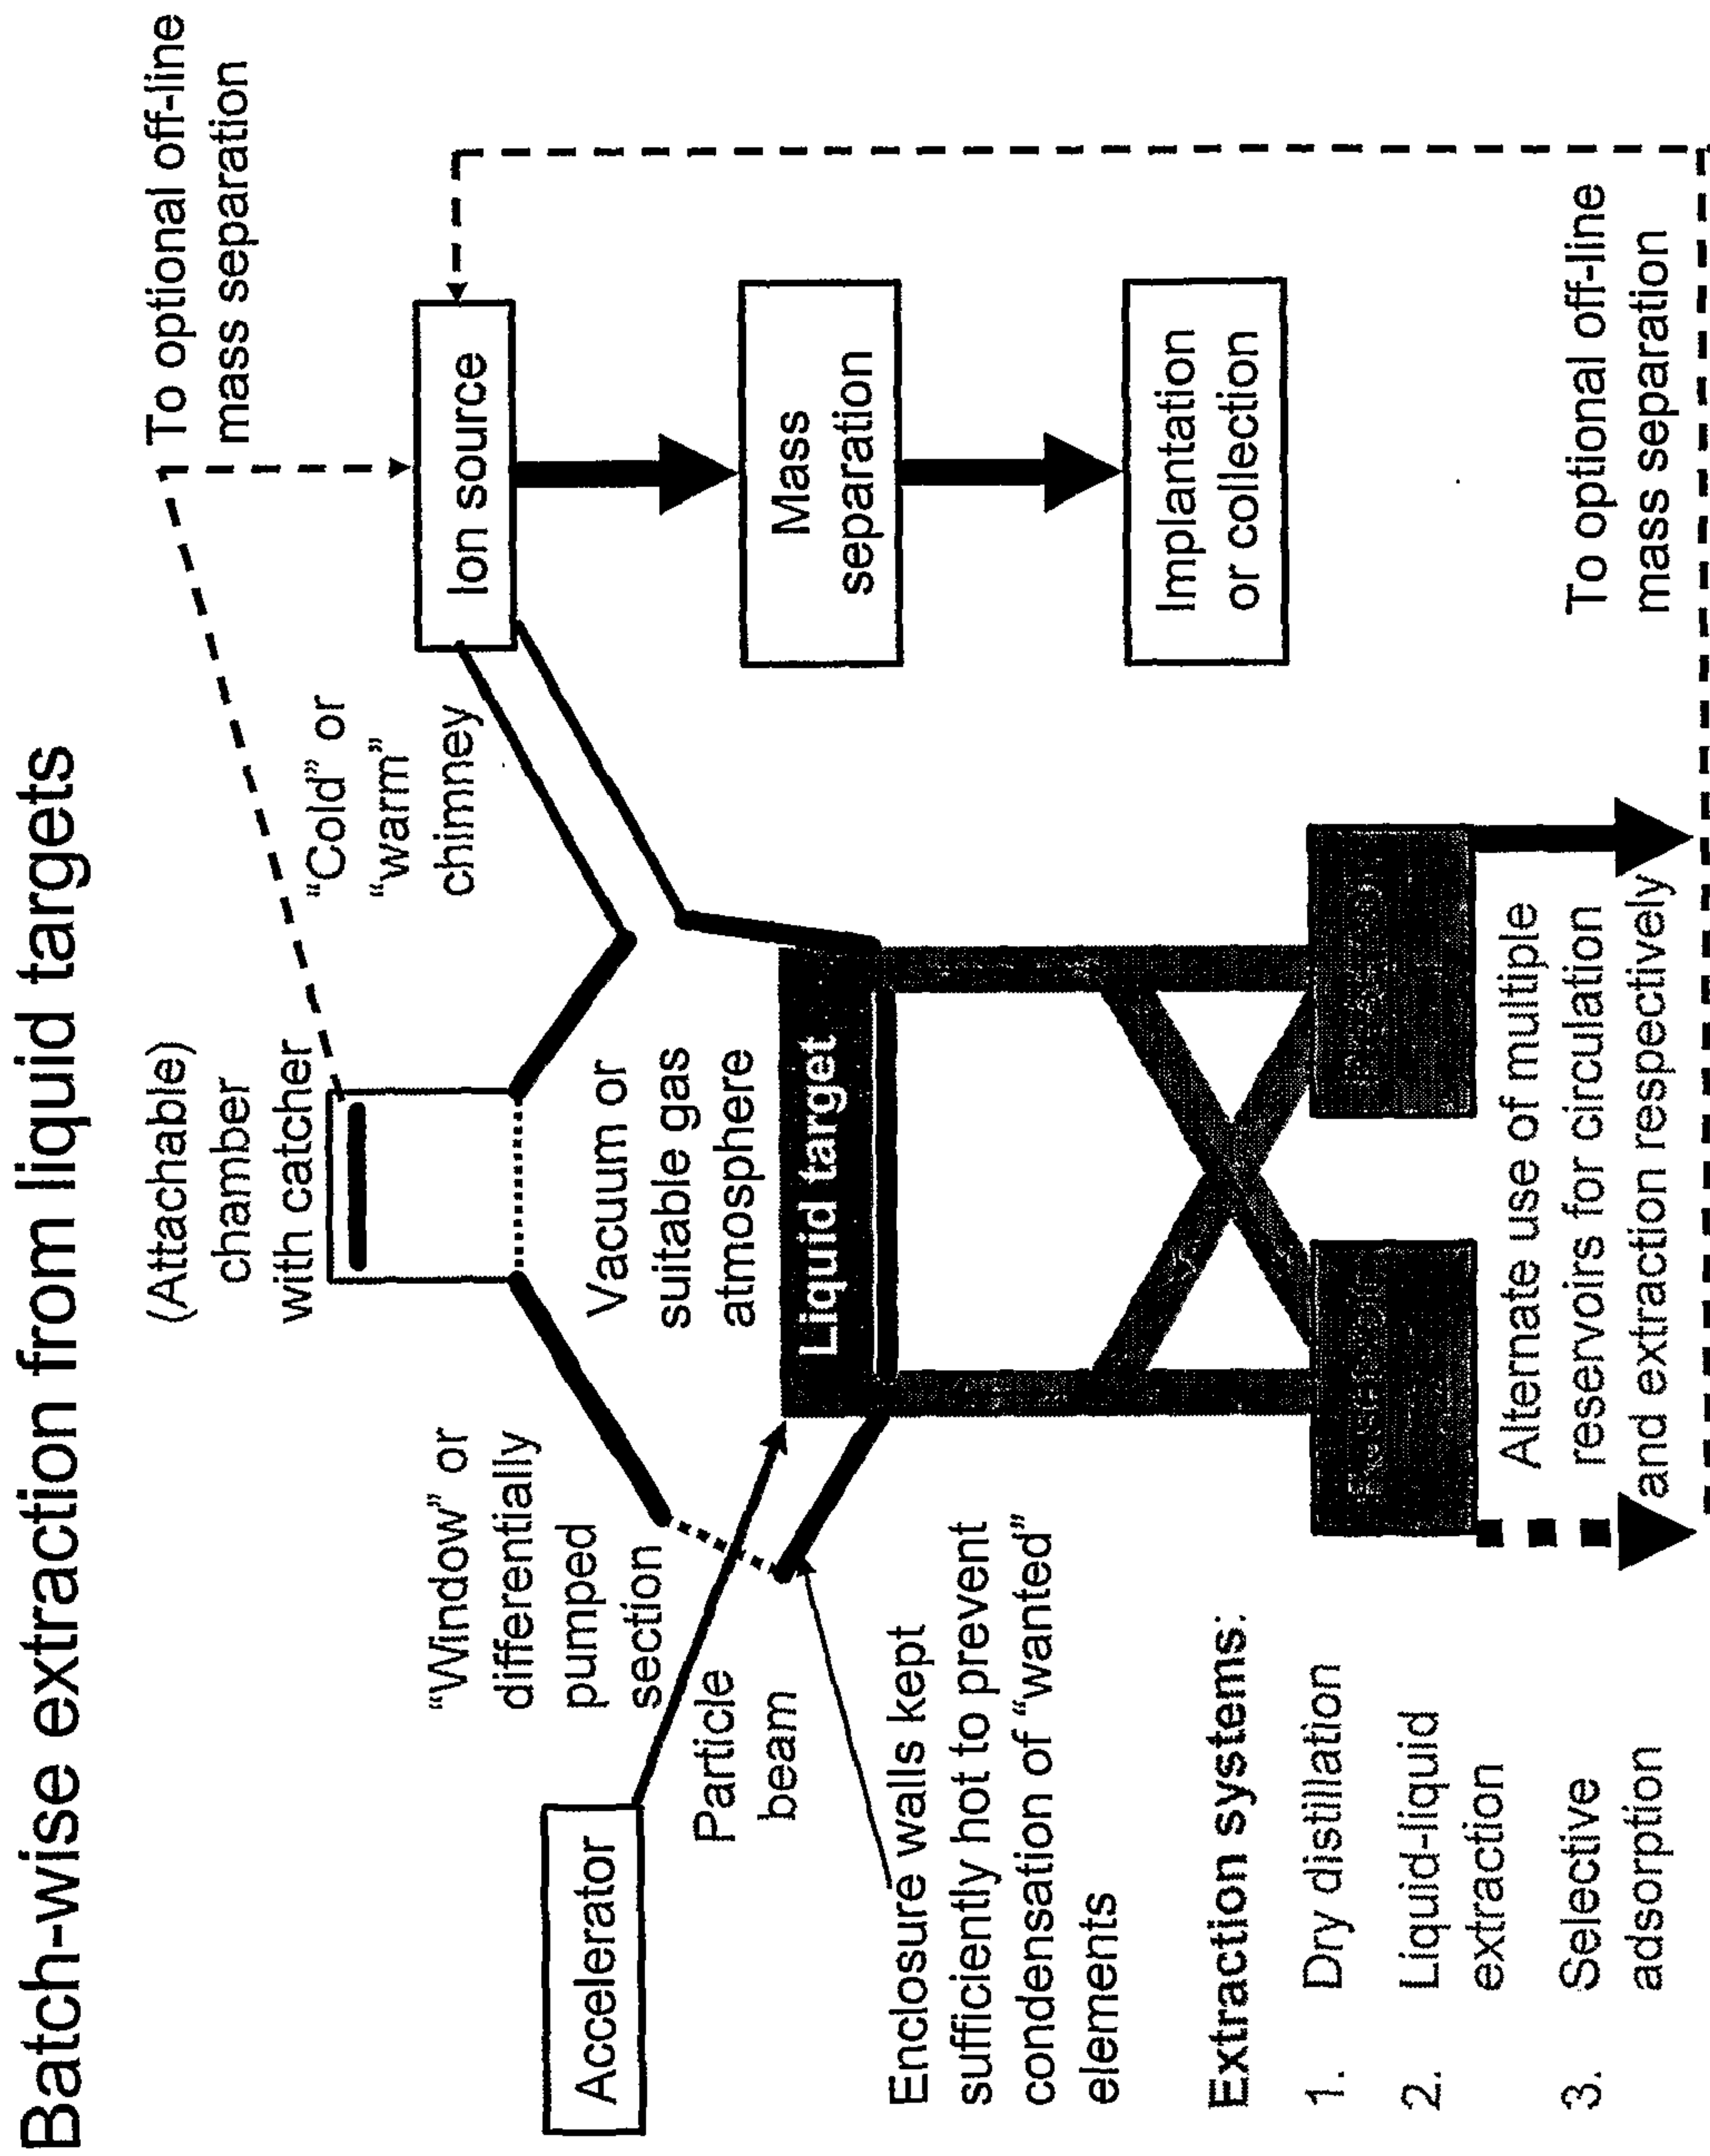 Batch-wise extraction from liquid targets
(Attachable)
chamber
with catcher
To optional off-line
mass separation
"Cold" or
"warm"
chimney
"Window" or
differentially
pumped
section
Accelerator
Particle
beam
Vacuum or
suitable gas
atmosphere
Ion source
Liquid target
Mass
separation
Enclosure walls kept
sufficiently hot to prevent
condensation of "wanted"
elements
Implantation
or collection
Extraction systems:
1. Dry distillation
2. Liquid-liquid
extraction
3. Selective
adsorption
Alternate use of multiple
reservoirs for circulation
and extraction respectively
To optional off-line
mass separation